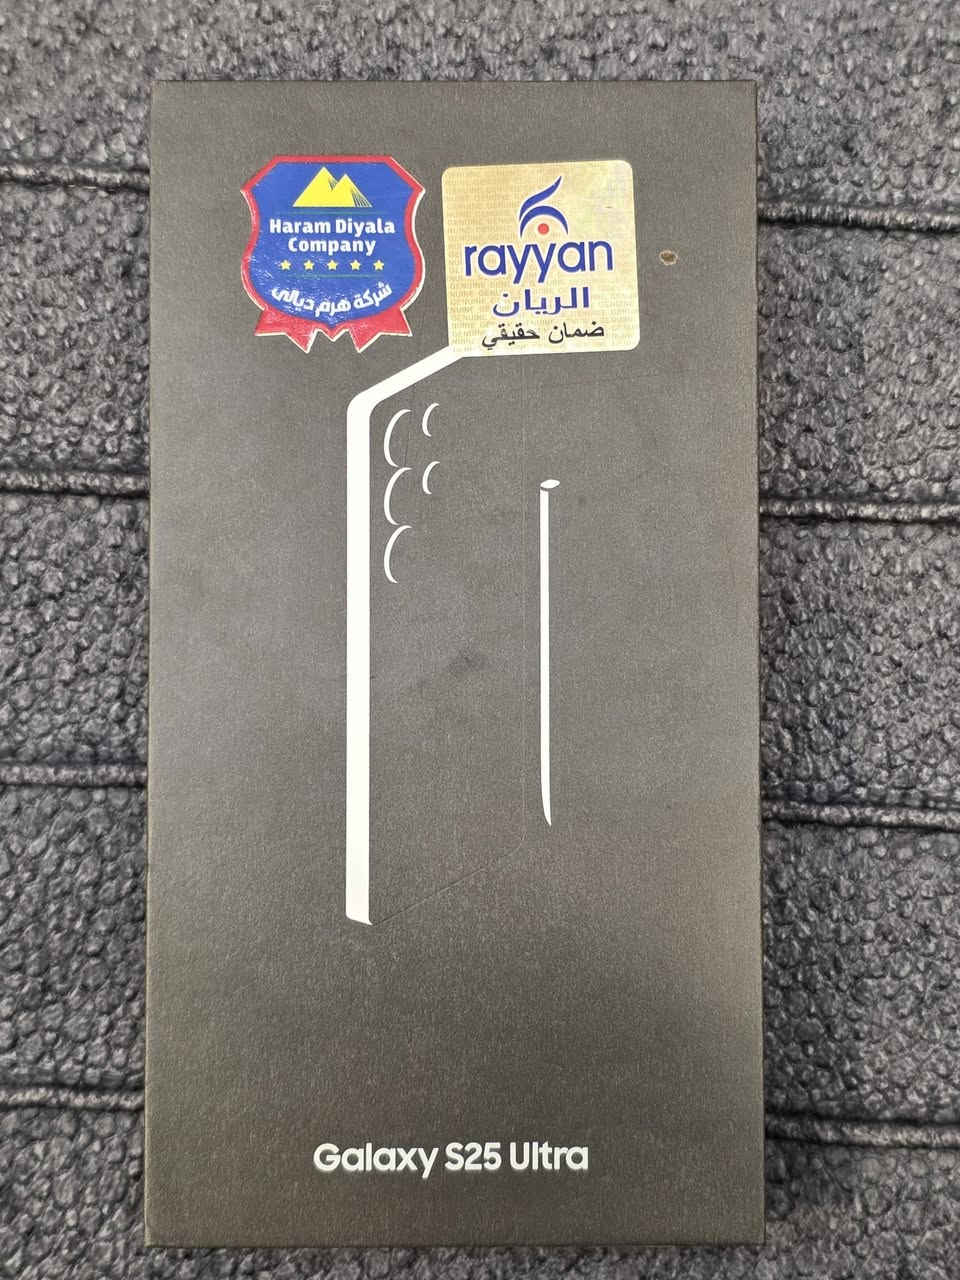 Haram Diyala
Company
شركة هرم ديالى
rayyan
الريان
ضمان حقيقي
Galaxy S25 Ultra